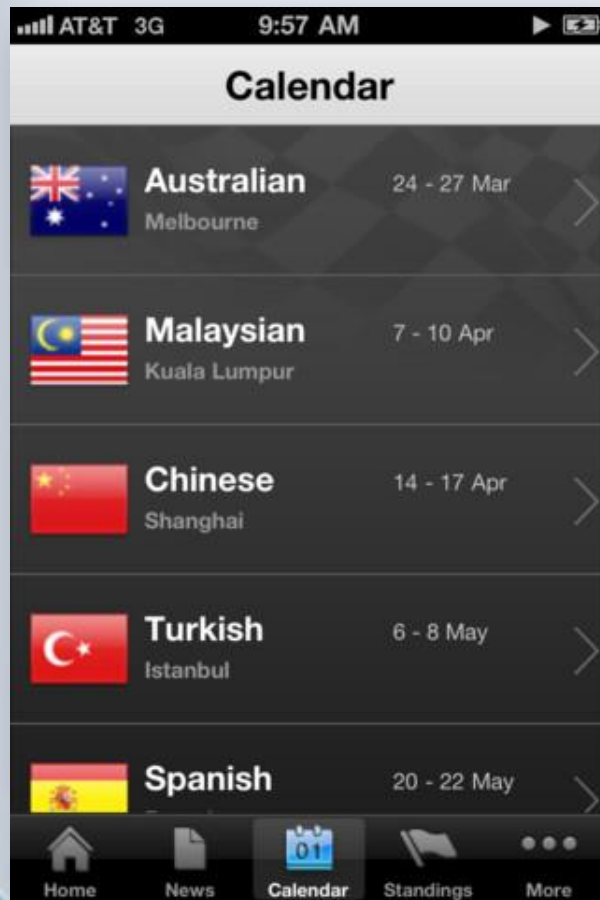 AT&T 3G 9:57 AM
Calendar
Australian 24 - 27 Mar
Melbourne
Malaysian 7 - 10 Apr
Kuala Lumpur
Chinese 14 - 17 Apr
Shanghai
Turkish 6 - 8 May
Istanbul
Spanish 20 - 22 May
01
Home News Calendar Standings More